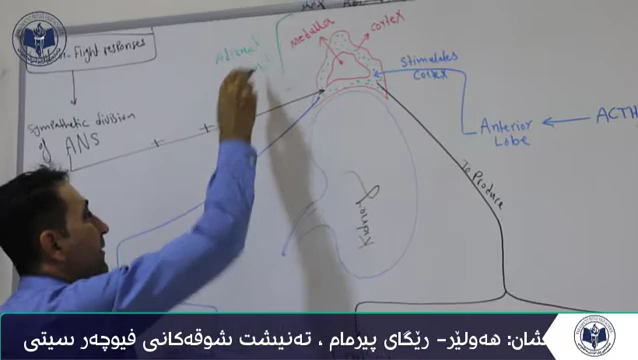 Flight responses
sympathetic division
of ANS
Adrenal
medulla
cortex
Stimulates
cortex
Anterior
Lobe
ACTH
Kidney
To Produce
هەولێر- ڕێگای پیرمام ، تەنیشت شوقەکانی فیوچەر سیتی